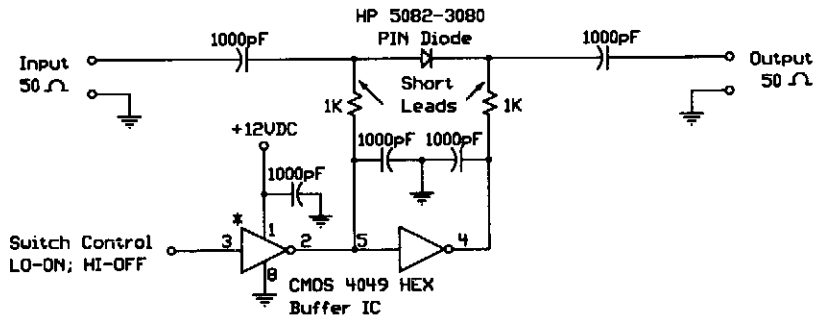 HP 5082-3080
PIN Diode
1000pF
1000pF
Input
50 Ω
Output
50 Ω
Short
Leads
1K
1K
+12VDC
1000pF
1000pF
1000pF
*
1
Switch Control
LO-ON; HI-OFF
3
2
5
4
8
CMOS 4049 HEX
Buffer IC